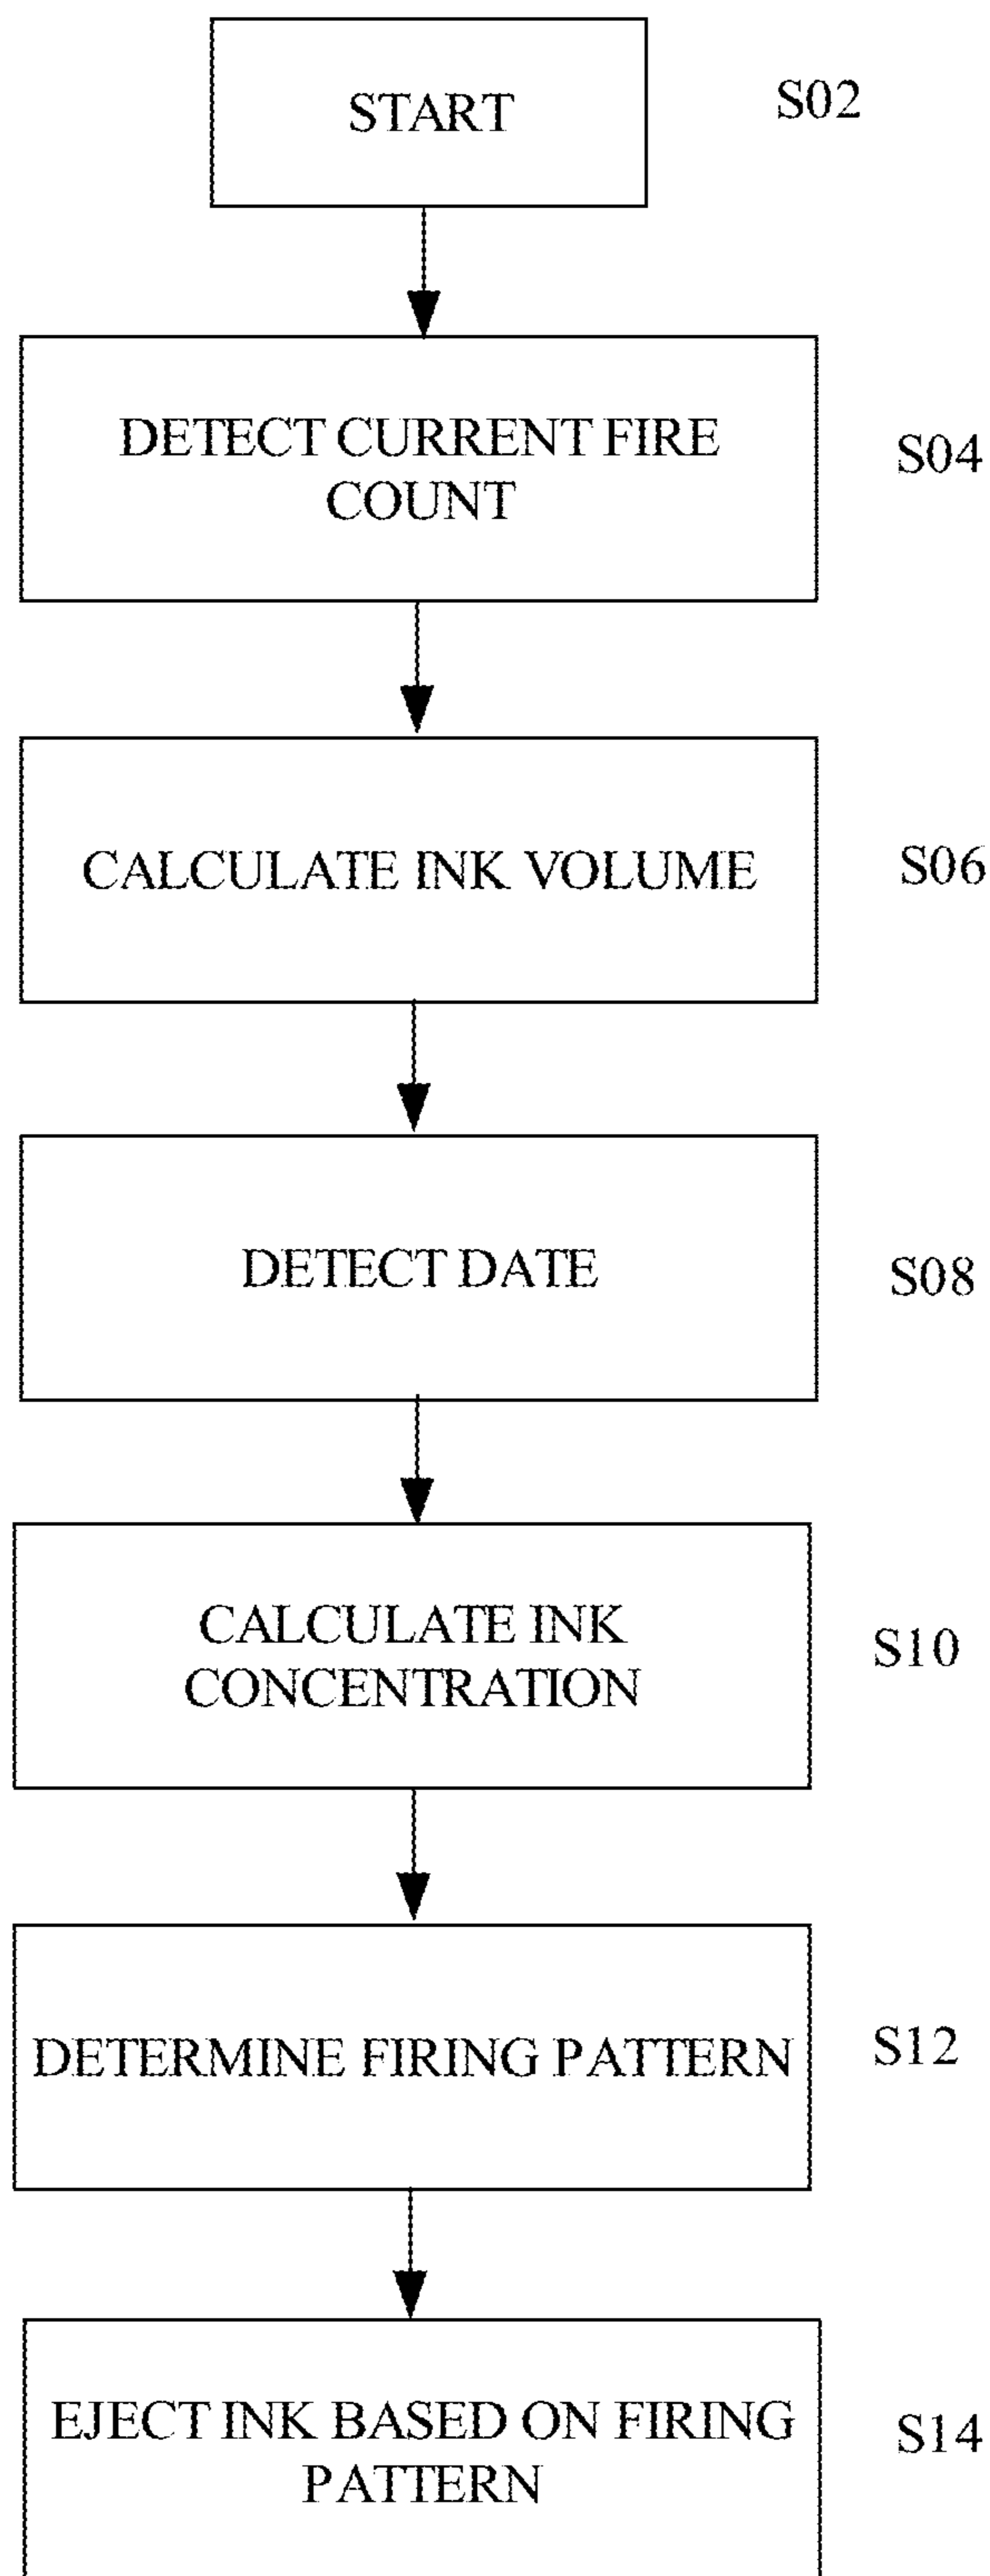 START
S02
DETECT CURRENT FIRE
COUNT
S04
CALCULATE INK VOLUME
S06
DETECT DATE
S08
CALCULATE INK
CONCENTRATION
S10
DETERMINE FIRING PATTERN
S12
EJECT INK BASED ON FIRING
PATTERN
S14